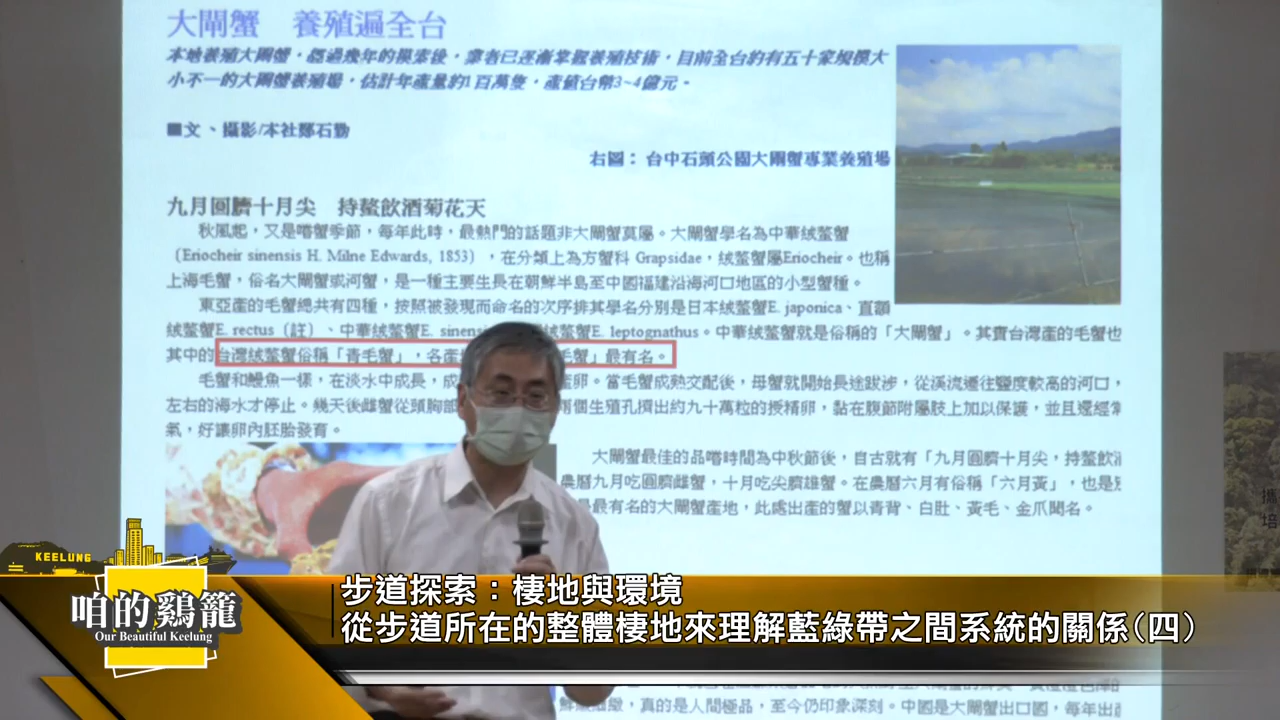 大閘蟹　養殖遍全台
本地養殖大閘蟹，經過幾年的摸索後，業者已逐漸掌握養殖技術，目前全台約有五十家規模大
小不一的大閘蟹養殖場，估計年產量約1百萬隻，產值台幣3~4億元。
■文、攝影/本社鄭石勤
右圖：台中石頭公園大閘蟹專業養殖場
九月圓臍十月尖　持螯飲酒菊花天
秋風起，又是嚐蟹季節，每年此時，最熱門的話題非大閘蟹莫屬。大閘蟹學名為中華絨螯蟹
（Eriocheir sinensis H. Milne Edwards, 1853），在分類上為方蟹科 Grapsidae，絨螯蟹屬Eriocheir。也稱
上海毛蟹，俗名大閘蟹或河蟹，是一種主要生長在朝鮮半島至中國福建沿海河口地區的小型蟹種。
東亞產的毛蟹總共有四種，按照被發現而命名的次序排其學名分別是日本絨螯蟹E. japonica、直額
絨螯蟹E. rectus（註）、中華絨螯蟹E. sinens 絨螯蟹E. leptognathus。中華絨螯蟹就是俗稱的「大閘蟹」。其實台灣產的毛蟹也
其中的台灣絨螯蟹俗稱「青毛蟹」，各產 毛蟹」最有名。
毛蟹和鰻魚一樣，在淡水中成長，成 產卵。當毛蟹成熟交配後，母蟹就開始長途跋涉，從溪流遷往鹽度較高的河口，
左右的海水才停止。幾天後雌蟹從頭胸部 兩個生殖孔擠出約九十萬粒的授精卵，黏在腹節附屬肢上加以保護，並且還經常
氣，好讓卵內胚胎發育。
大閘蟹最佳的品嚐時間為中秋節後，自古就有「九月圓臍十月尖，持螯飲酒
農曆九月吃圓臍雌蟹，十月吃尖臍雄蟹。在農曆六月有俗稱「六月黃」，也是別
是最有名的大閘蟹產地，此處出產的蟹以青背、白肚、黃毛、金爪聞名。
攜
培
KEELUNG
咱的雞籠
Our Beautiful Keelung
步道探索：棲地與環境
從步道所在的整體棲地來理解藍綠帶之間系統的關係(四)
，真的是人間極品，至今仍印象深刻。中國是大閘蟹出口國，每年出